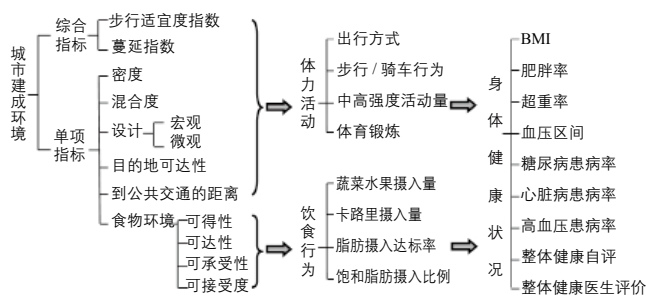 城市建成环境
综合指标
步行适宜度指数
蔓延指数
单项指标
密度
混合度
设计
宏观
微观
目的地可达性
到公共交通的距离
食物环境
可得性
可达性
可承受性
可接受度
体力活动
出行方式
步行 / 骑车行为
中高强度活动量
体育锻炼
饮食行为
蔬菜水果摄入量
卡路里摄入量
脂肪摄入达标率
饱和脂肪摄入比例
身体健康状况
BMI
肥胖率
超重率
血压区间
糖尿病患病率
心脏病患病率
高血压患病率
整体健康自评
整体健康医生评价